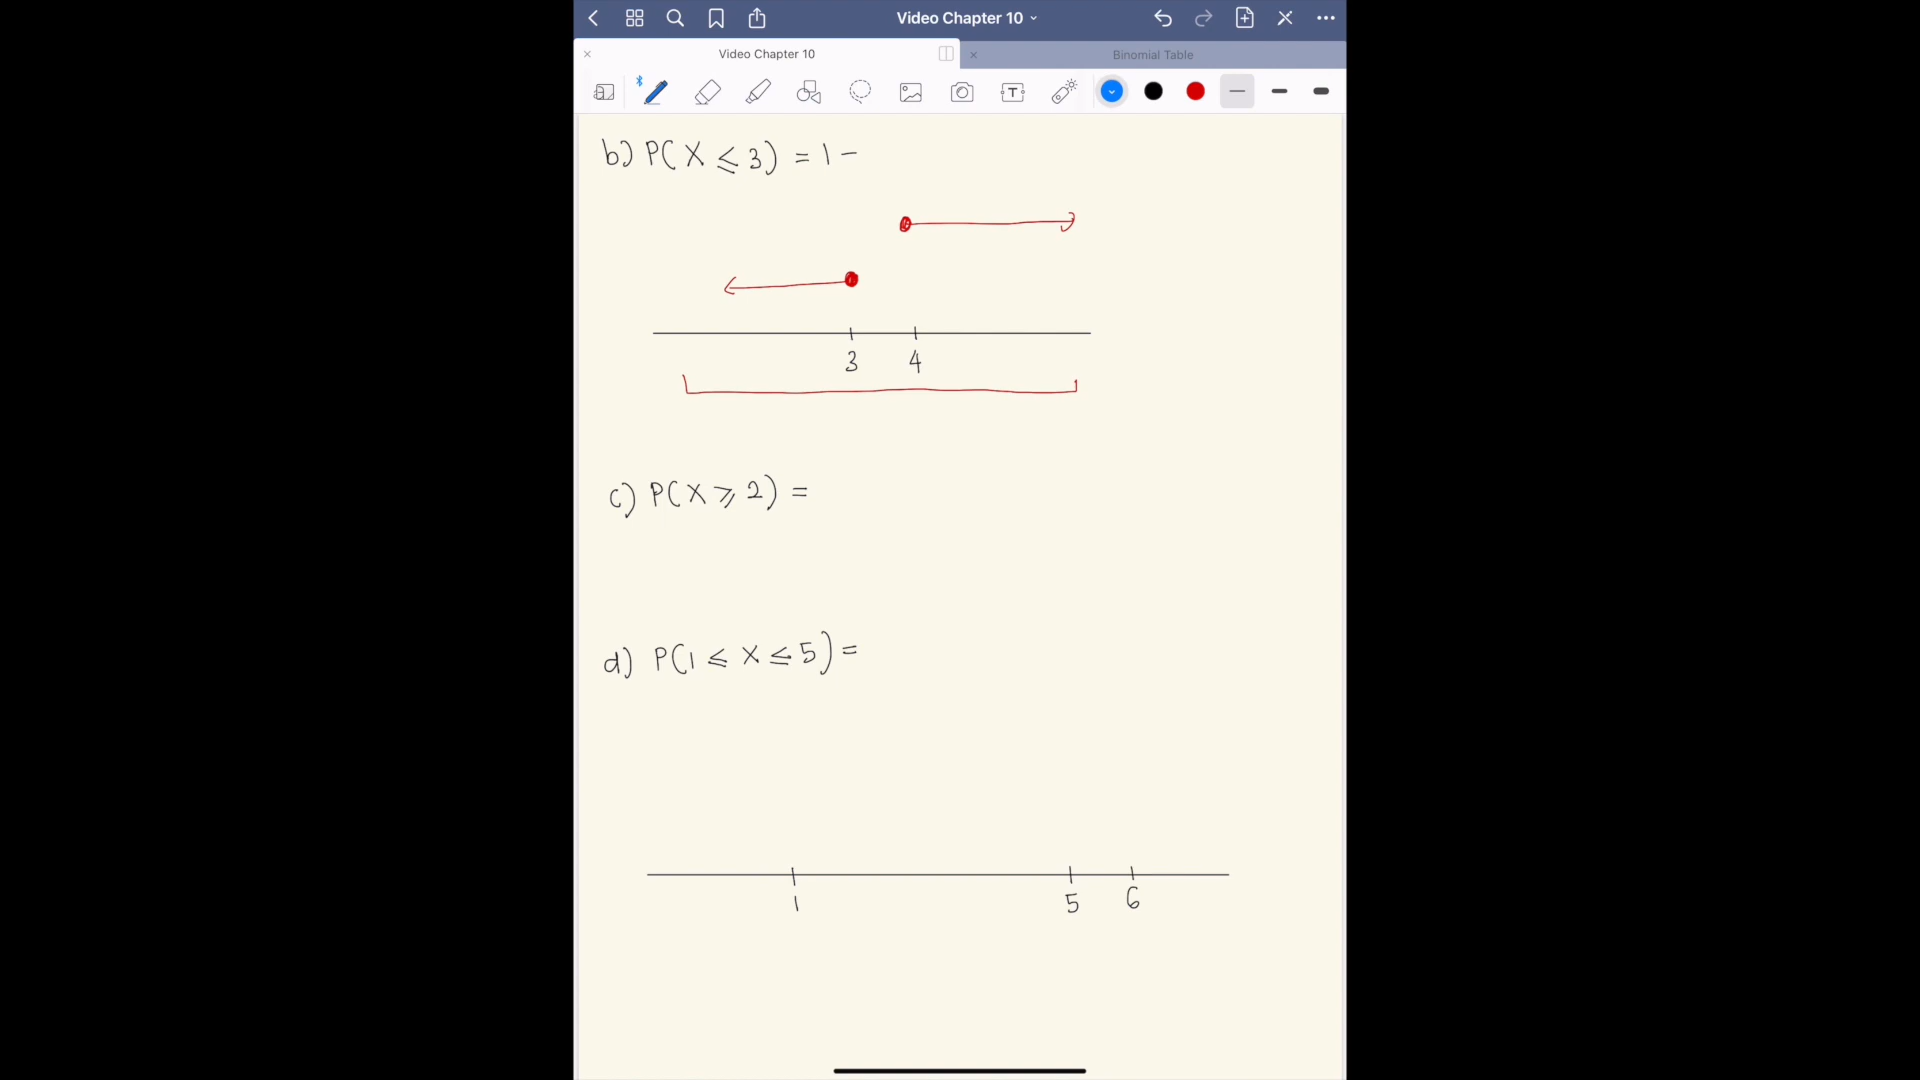 Video Chapter 10
Video Chapter 10
Binomial Table
T
b) P(X ≤ 3) = 1 −
3 4
c) P(X ⩾ 2) =
d) P(1 ≤ X ≤ 5) =
1 5 6